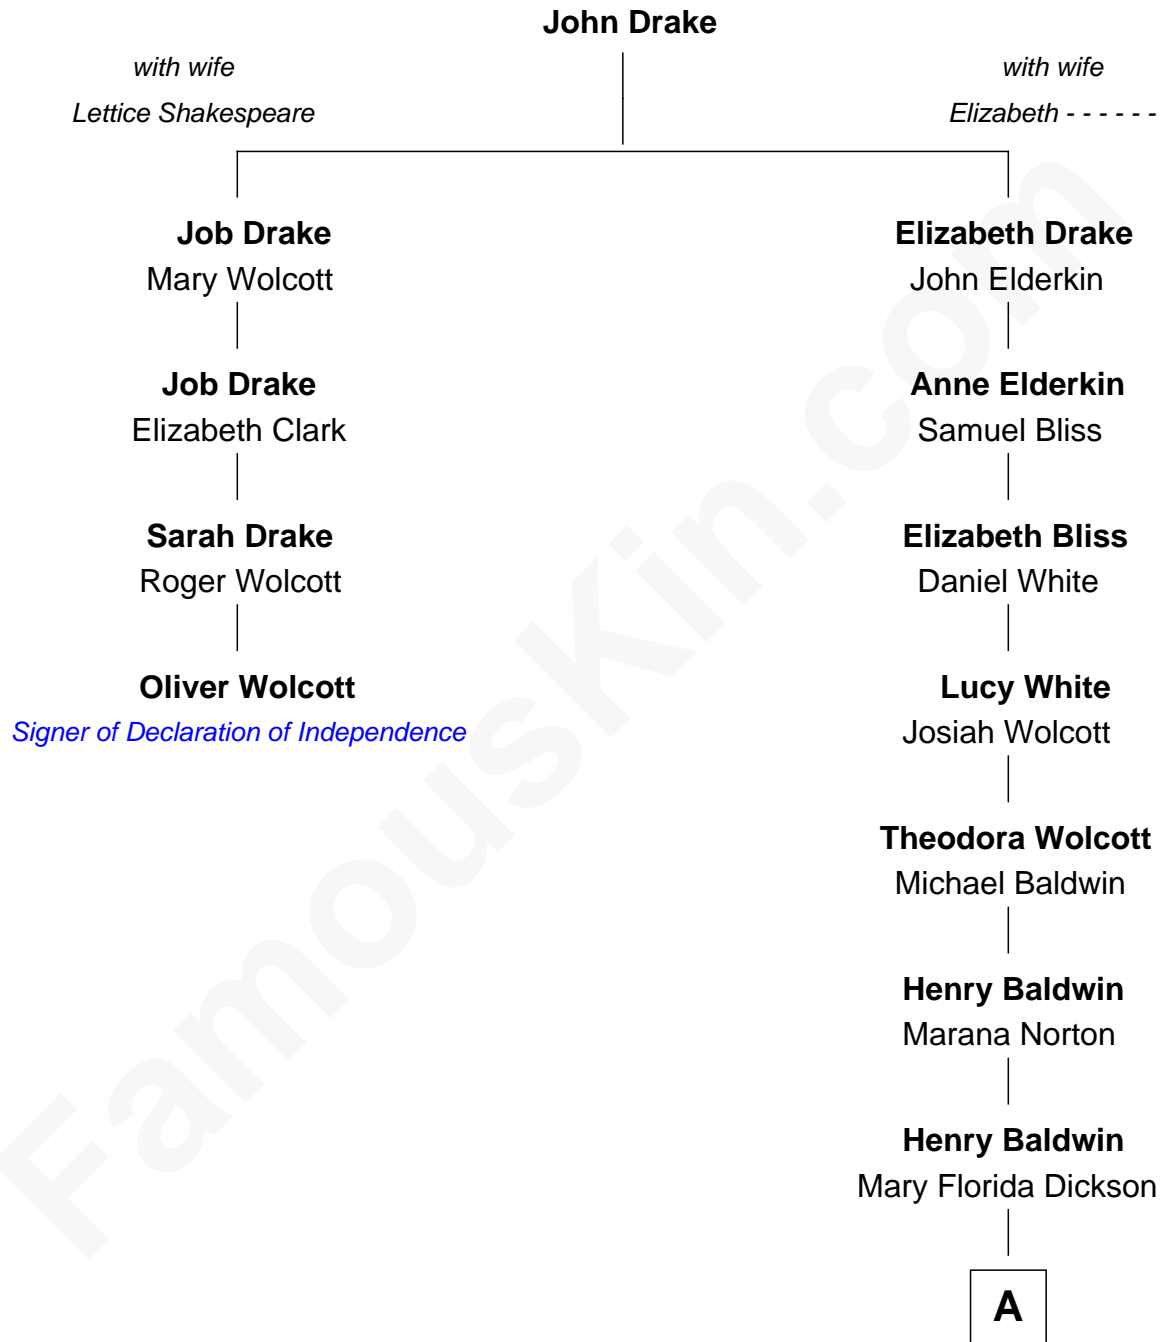 John Drake
with wife
Lettice Shakespeare
with wife
Elizabeth - - - - - -
Job Drake
Mary Wolcott
Job Drake
Elizabeth Clark
Sarah Drake
Roger Wolcott
Oliver Wolcott
Signer of Declaration of Independence
Elizabeth Drake
John Elderkin
Anne Elderkin
Samuel Bliss
Elizabeth Bliss
Daniel White
Lucy White
Josiah Wolcott
Theodora Wolcott
Michael Baldwin
Henry Baldwin
Marana Norton
Henry Baldwin
Mary Florida Dickson
A
FamousKin.com